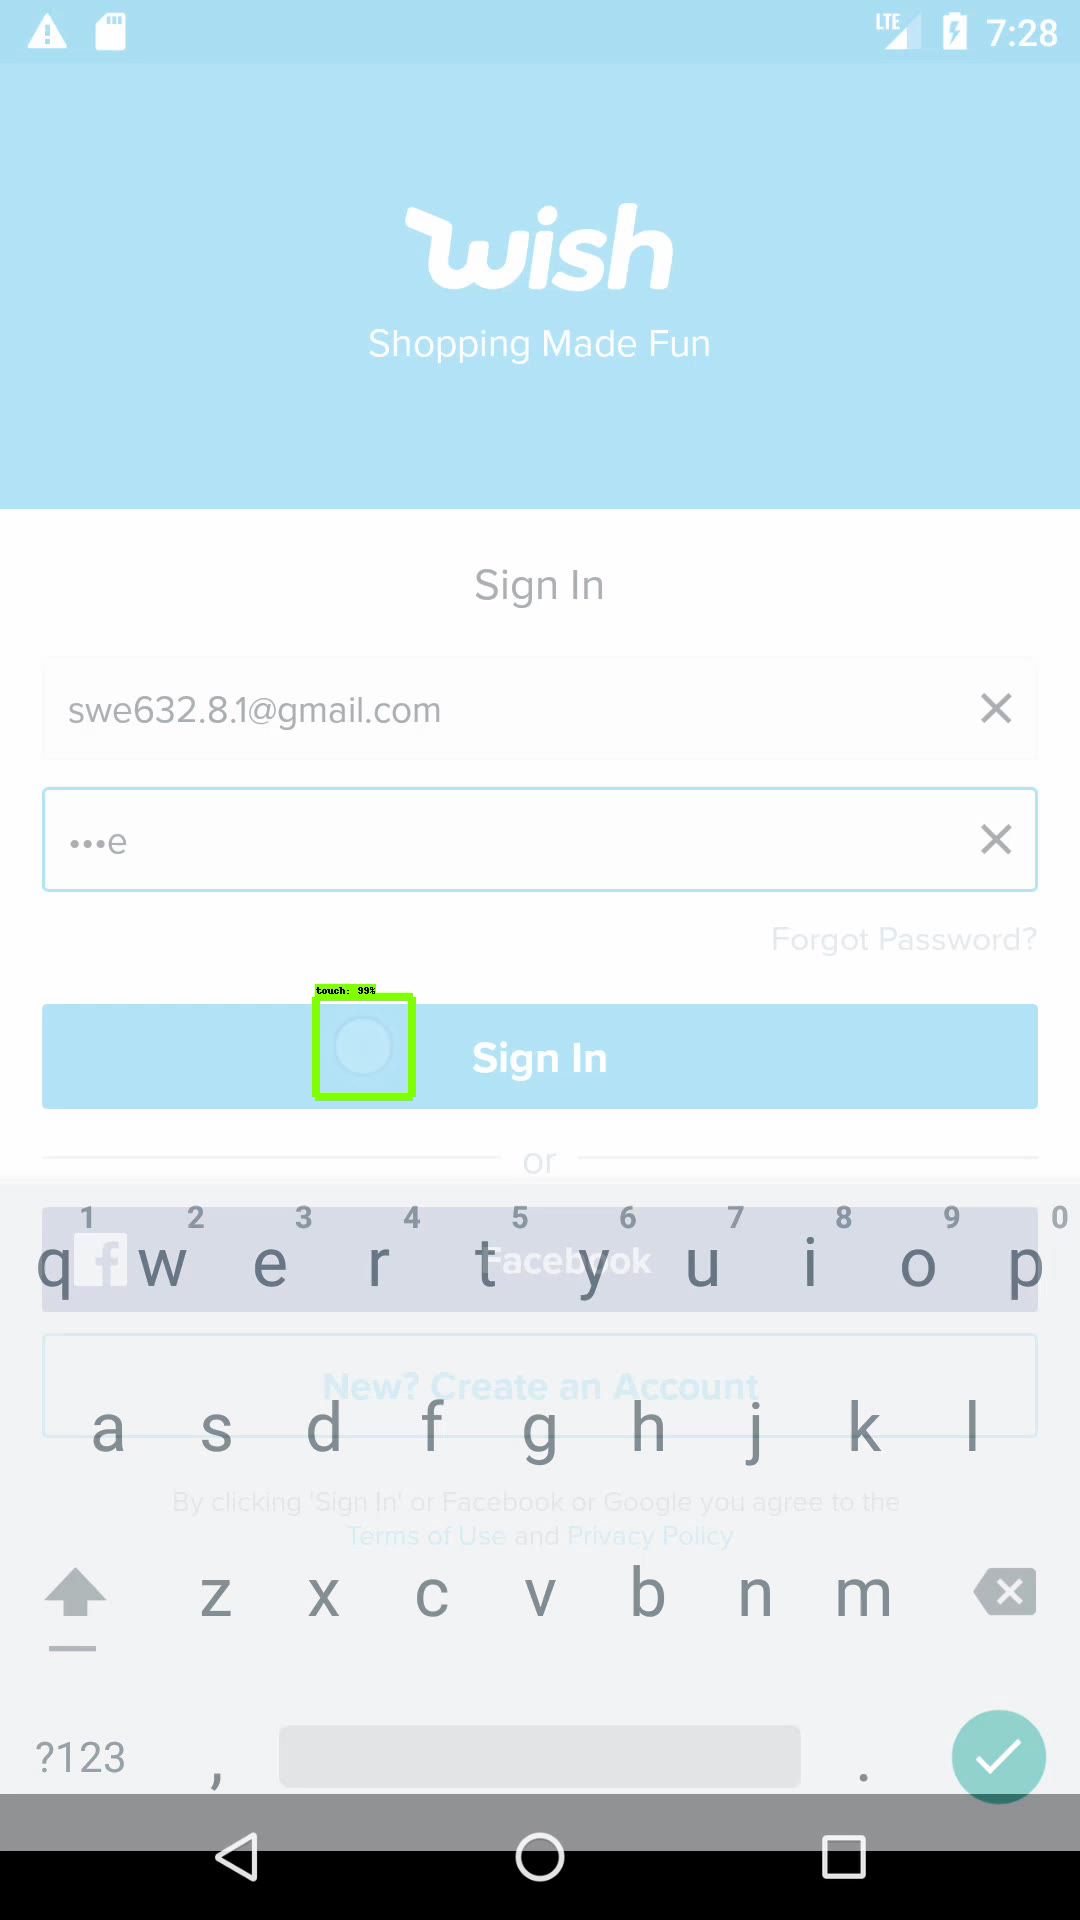 LTE 7:28
wish
Shopping Made Fun
Sign In
swe632.8.1@gmail.com
•••e
Forgot Password?
touch: 99%
Sign In
or
1 2 3 4 5 6 7 8 9 0
q w e r t y u i o p
f Facebook
New? Create an Account
a s d f g h j k l
By clicking 'Sign In' or Facebook or Google you agree to the
Terms of Use and Privacy Policy
z x c v b n m
?123 , .